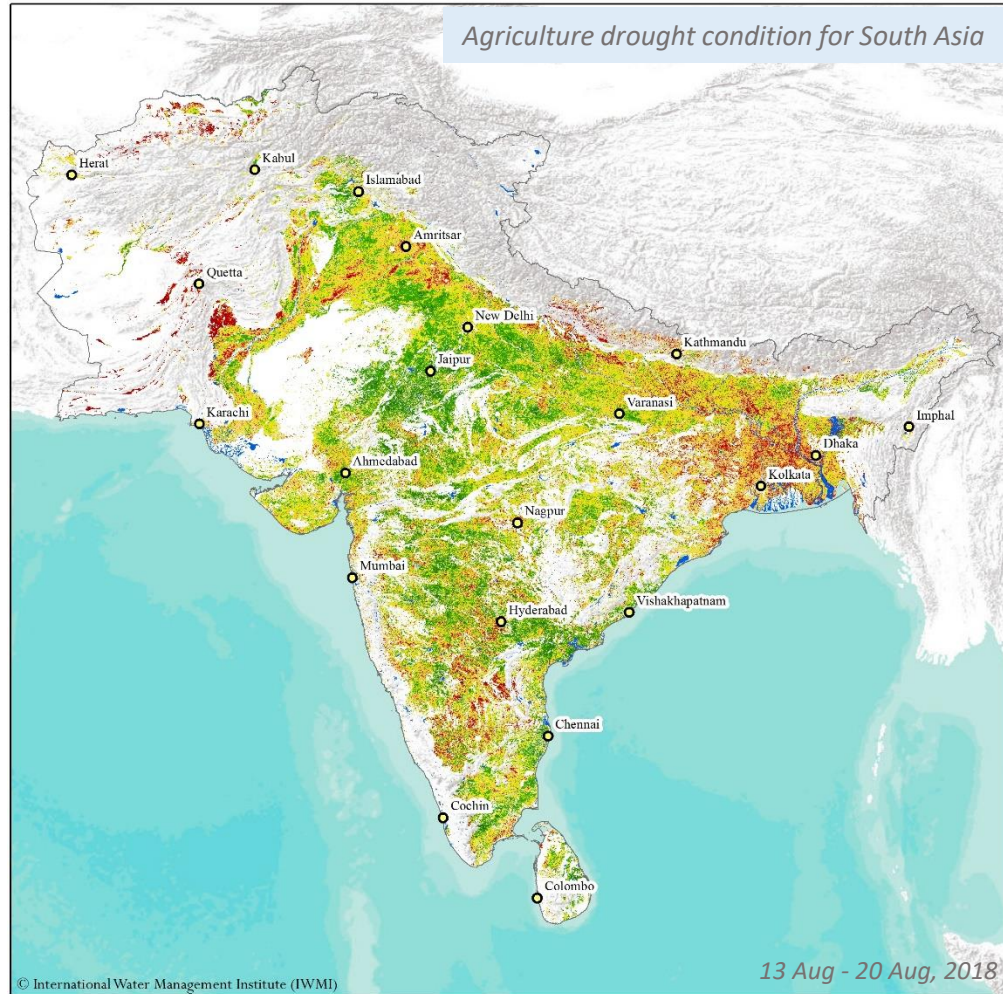 Agriculture drought condition for South Asia
Herat
Kabul
Islamabad
Amritsar
Quetta
New Delhi
Kathmandu
Jaipur
Varanasi
Karachi
Imphal
Dhaka
Ahmedabad
Kolkata
Nagpur
Mumbai
Vishakhapatnam
Hyderabad
Chennai
Cochin
Colombo
© International Water Management Institute (IWMI)
13 Aug - 20 Aug, 2018